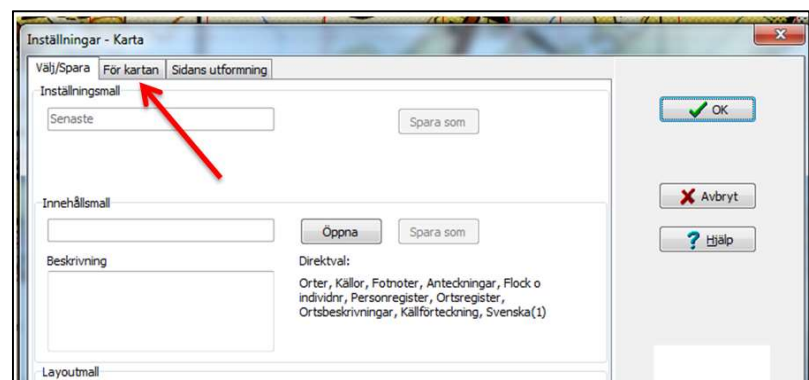 Inställningar - Karta
Välj/Spara För kartan Sidans utformning
Inställningsmall
Senaste Spara som
OK
Innehållsmall
Avbryt
Öppna Spara som
Hjälp
Beskrivning Direktval:
Orter, Källor, Fotnoter, Anteckningar, Flock o
individnr, Personregister, Ortsregister,
Ortsbeskrivningar, Källförteckning, Svenska(1)
Layoutmall